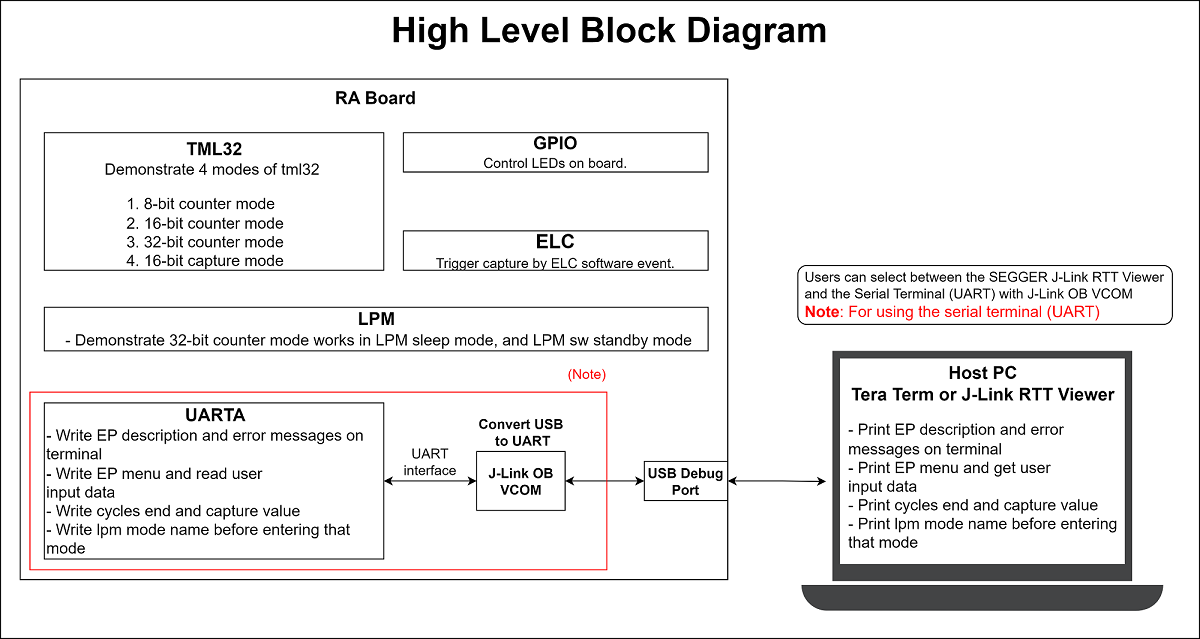 High Level Block Diagram
RA Board
TML32
Demonstrate 4 modes of tml32
1. 8-bit counter mode
2. 16-bit counter mode
3. 32-bit counter mode
4. 16-bit capture mode
GPIO
Control LEDs on board.
ELC
Trigger capture by ELC software event.
LPM
- Demonstrate 32-bit counter mode works in LPM sleep mode, and LPM sw standby mode
(Note)
UARTA
- Write EP description and error messages on
terminal
- Write EP menu and read user
input data
- Write cycles end and capture value
- Write lpm mode name before entering that
mode
UART
interface
Convert USB
to UART
J-Link OB
VCOM
USB Debug
Port
Users can select between the SEGGER J-Link RTT Viewer
and the Serial Terminal (UART) with J-Link OB VCOM
Note: For using the serial terminal (UART)
Host PC
Tera Term or J-Link RTT Viewer
- Print EP description and error
messages on terminal
- Print EP menu and get user
input data
- Print cycles end and capture value
- Print lpm mode name before entering
that mode